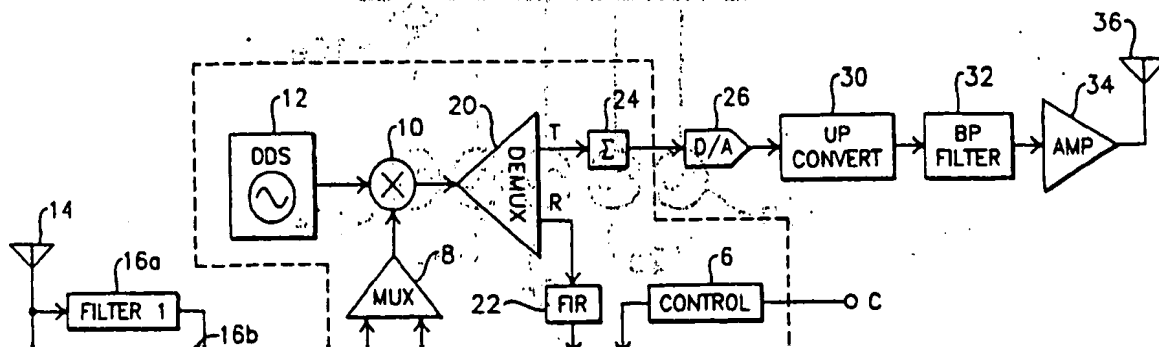 36
12
20
24
26
30
32
34
10
T
DDS
DEMUX
Σ
D/A
UP
CONVERT
BP
FILTER
AMP
R
14
8
6
16a
MUX
22
FIR
CONTROL
C
FILTER 1
16b